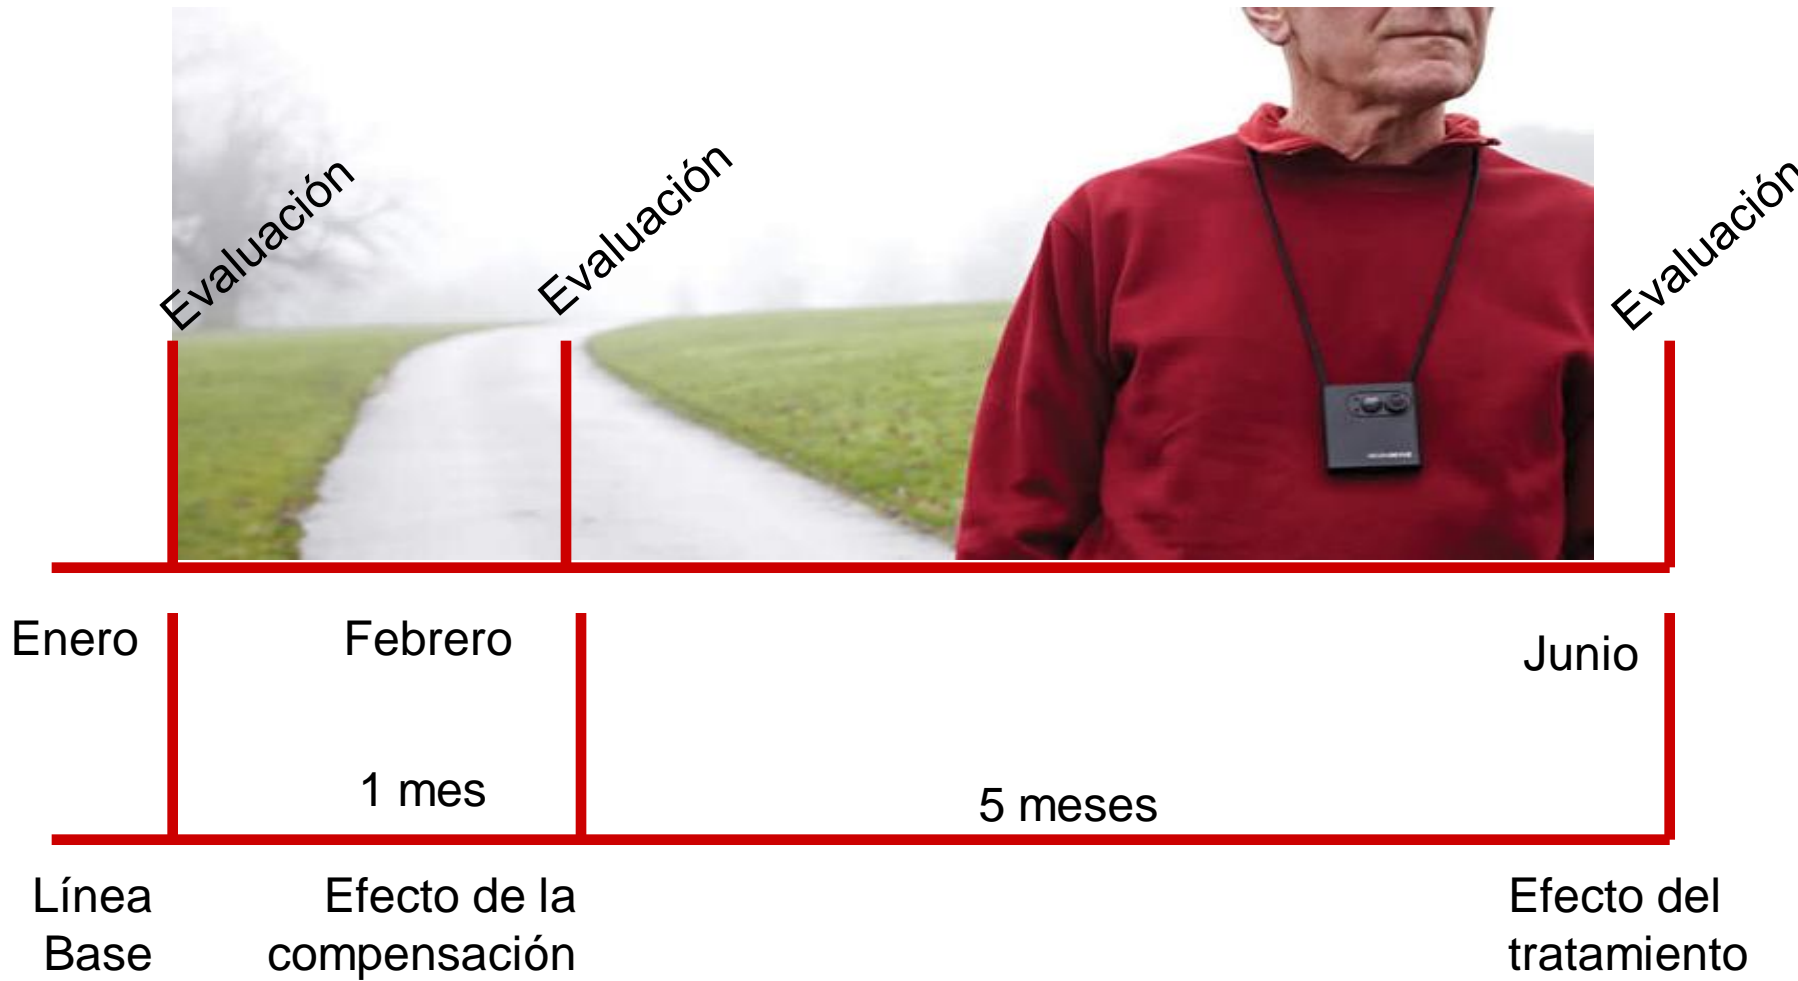 Evaluación
Evaluación
Evaluación
Enero
Febrero
Junio
1 mes
5 meses
Línea
Base
Efecto de la
compensación
Efecto del
tratamiento